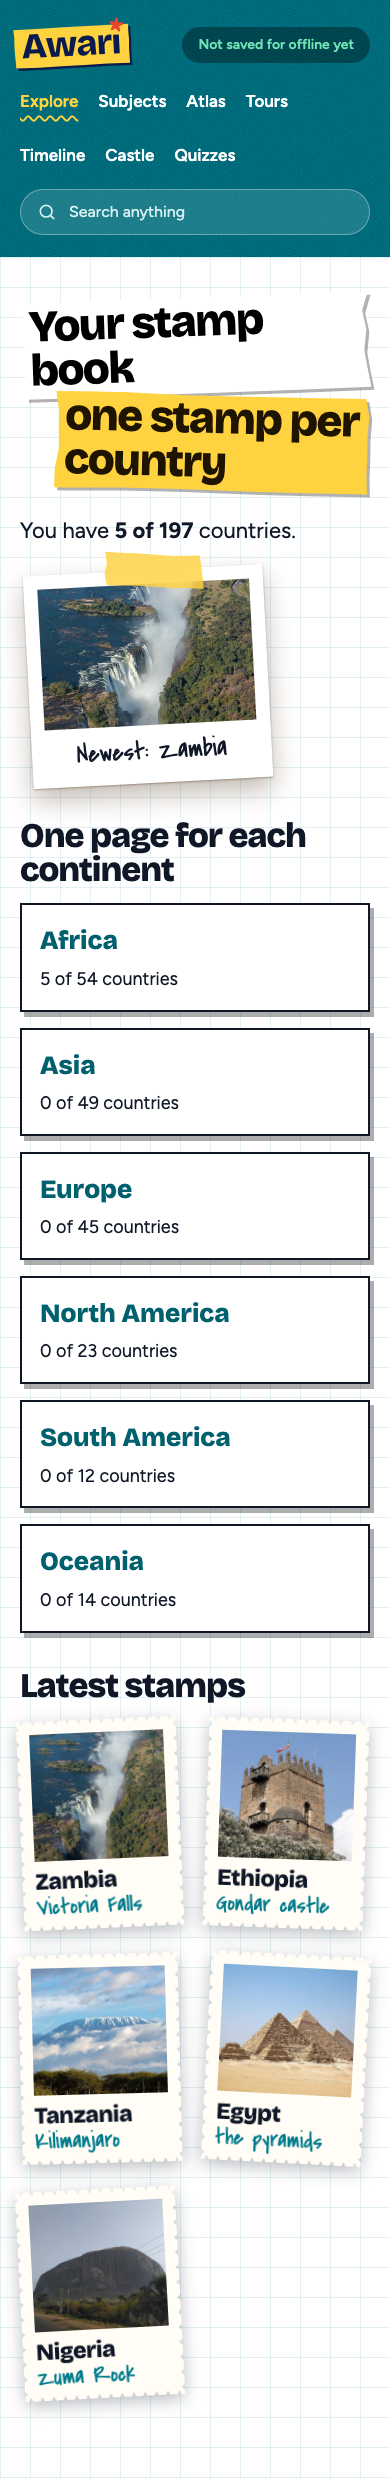 Awari
Not saved for offline yet
Explore Subjects Atlas Tours
Timeline Castle Quizzes
Search anything
Your stamp
book
one stamp per
country
You have 5 of 197 countries.
Newest: Zambia
One page for each
continent
Africa
5 of 54 countries
Asia
0 of 49 countries
Europe
0 of 45 countries
North America
0 of 23 countries
South America
0 of 12 countries
Oceania
0 of 14 countries
Latest stamps
Zambia
Victoria Falls
Ethiopia
Gondar castle
Tanzania
Kilimanjaro
Egypt
the pyramids
Nigeria
Zuma Rock